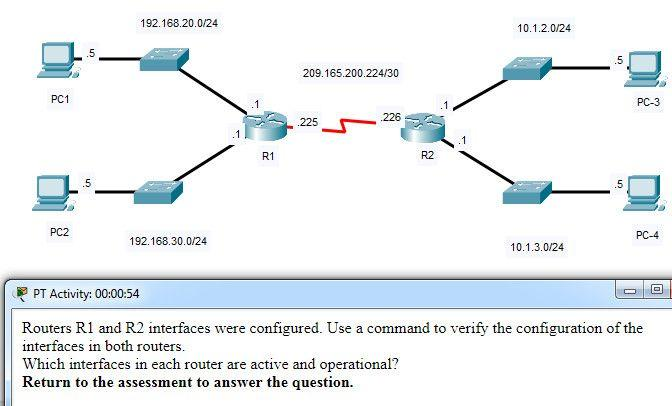 192.168.20.0/24
10.1.2.0/24
.5
.5
209.165.200.224/30
PC1
PC-3
.1
.1
.225
.226
.1
.1
R1
R2
.5
.5
PC2
PC-4
192.168.30.0/24
10.1.3.0/24
PT Activity: 00:00:54
Routers R1 and R2 interfaces were configured. Use a command to verify the configuration of the
interfaces in both routers.
Which interfaces in each router are active and operational?
Return to the assessment to answer the question.